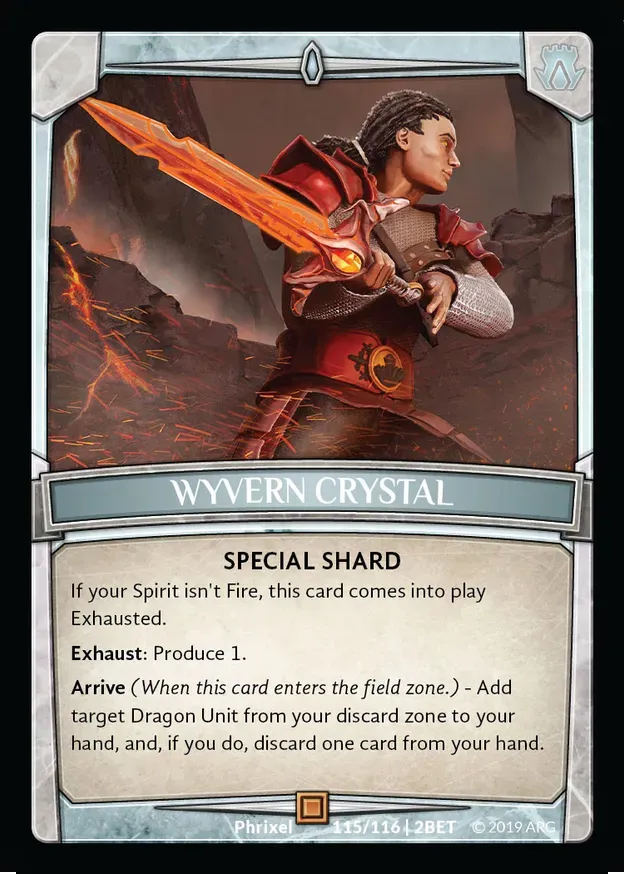 WYVERN CRYSTAL
SPECIAL SHARD
If your Spirit isn't Fire, this card comes into play
Exhausted.
Exhaust: Produce 1.
Arrive (When this card enters the field zone.) - Add
target Dragon Unit from your discard zone to your
hand, and, if you do, discard one card from your hand.
Phrixel 115/116 | 2BET © 2019 ARG